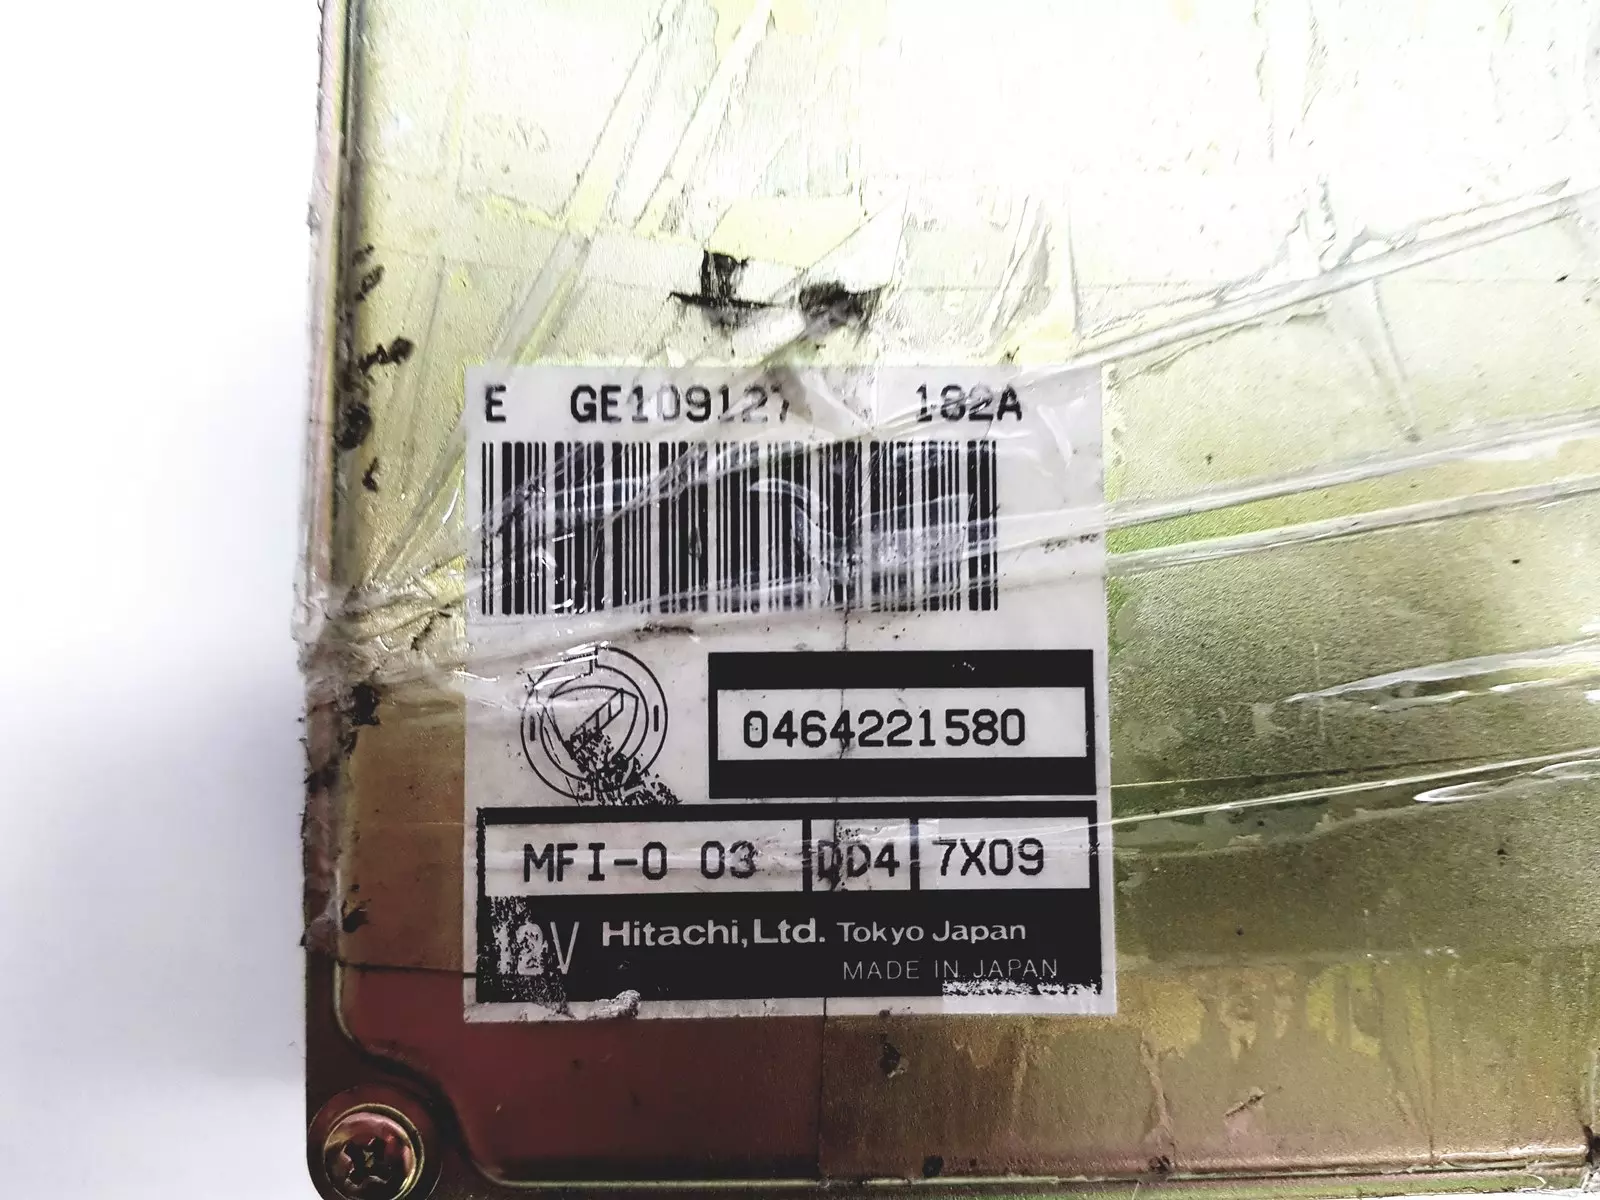 E GE109127 182A
0464221580
MFI-0 03 DD4 7X09
12V Hitachi, Ltd. Tokyo Japan
MADE IN JAPAN